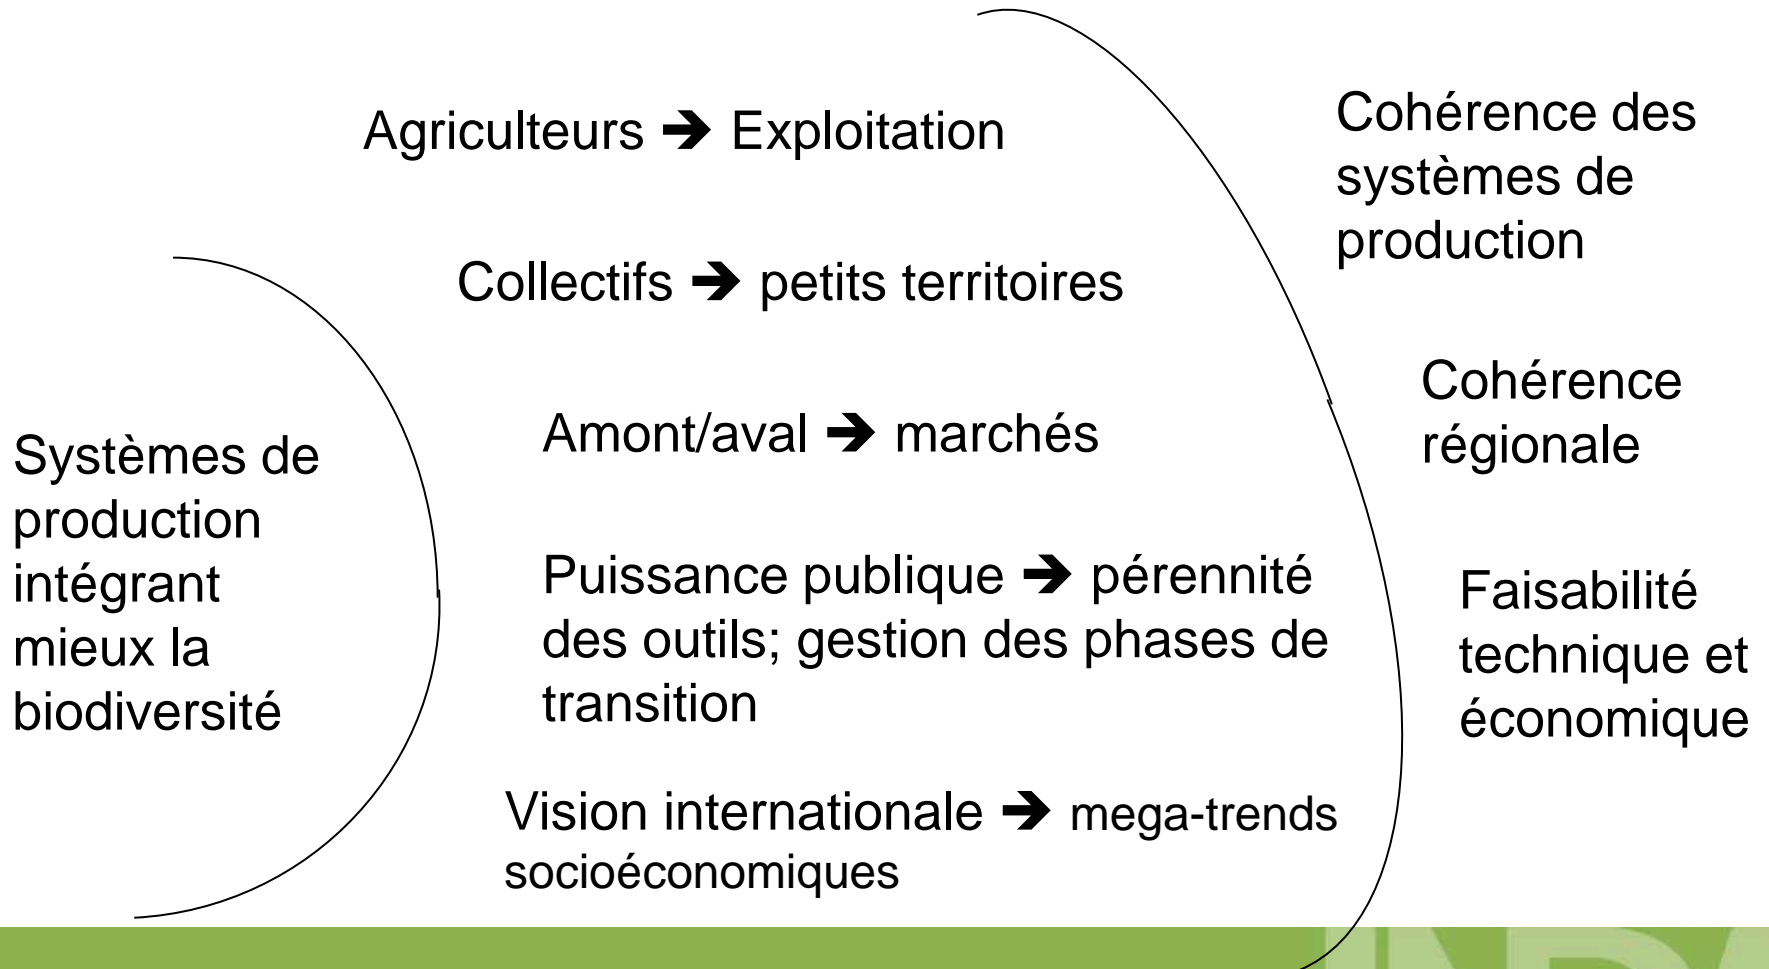 Agriculteurs ➔ Exploitation
Collectifs ➔ petits territoires
Amont/aval ➔ marchés
Puissance publique ➔ pérennité
des outils; gestion des phases de
transition
Vision internationale ➔ mega-trends
socioéconomiques
Systèmes de
production
intégrant
mieux la
biodiversité
Cohérence des
systèmes de
production
Cohérence
régionale
Faisabilité
technique et
économique